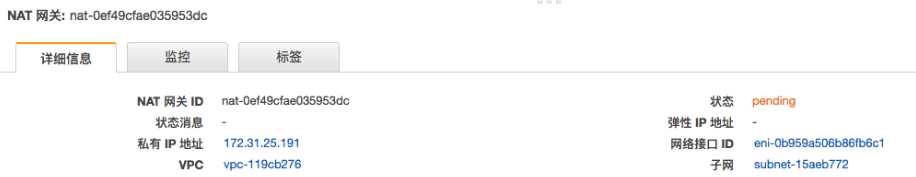 NAT 网关: nat-0ef49cfae035953dc
详细信息 监控 标签
NAT 网关 ID nat-0ef49cfae035953dc 状态 pending
状态消息 - 弹性 IP 地址 -
私有 IP 地址 172.31.25.191 网络接口 ID eni-0b959a506b86fb6c1
VPC vpc-119cb276 子网 subnet-15aeb772